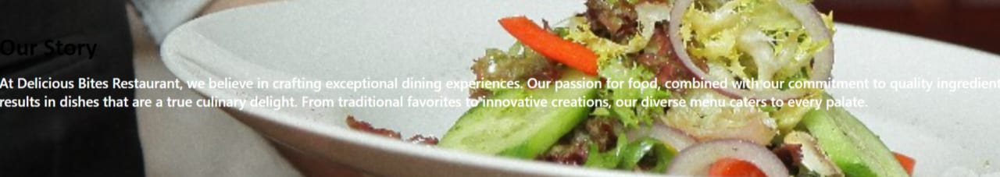 Our Story
At Delicious Bites Restaurant, we believe in crafting exceptional dining experiences. Our passion for food, combined with our commitment to quality ingredient
results in dishes that are a true culinary delight. From traditional favorites to innovative creations, our diverse menu caters to every palate.